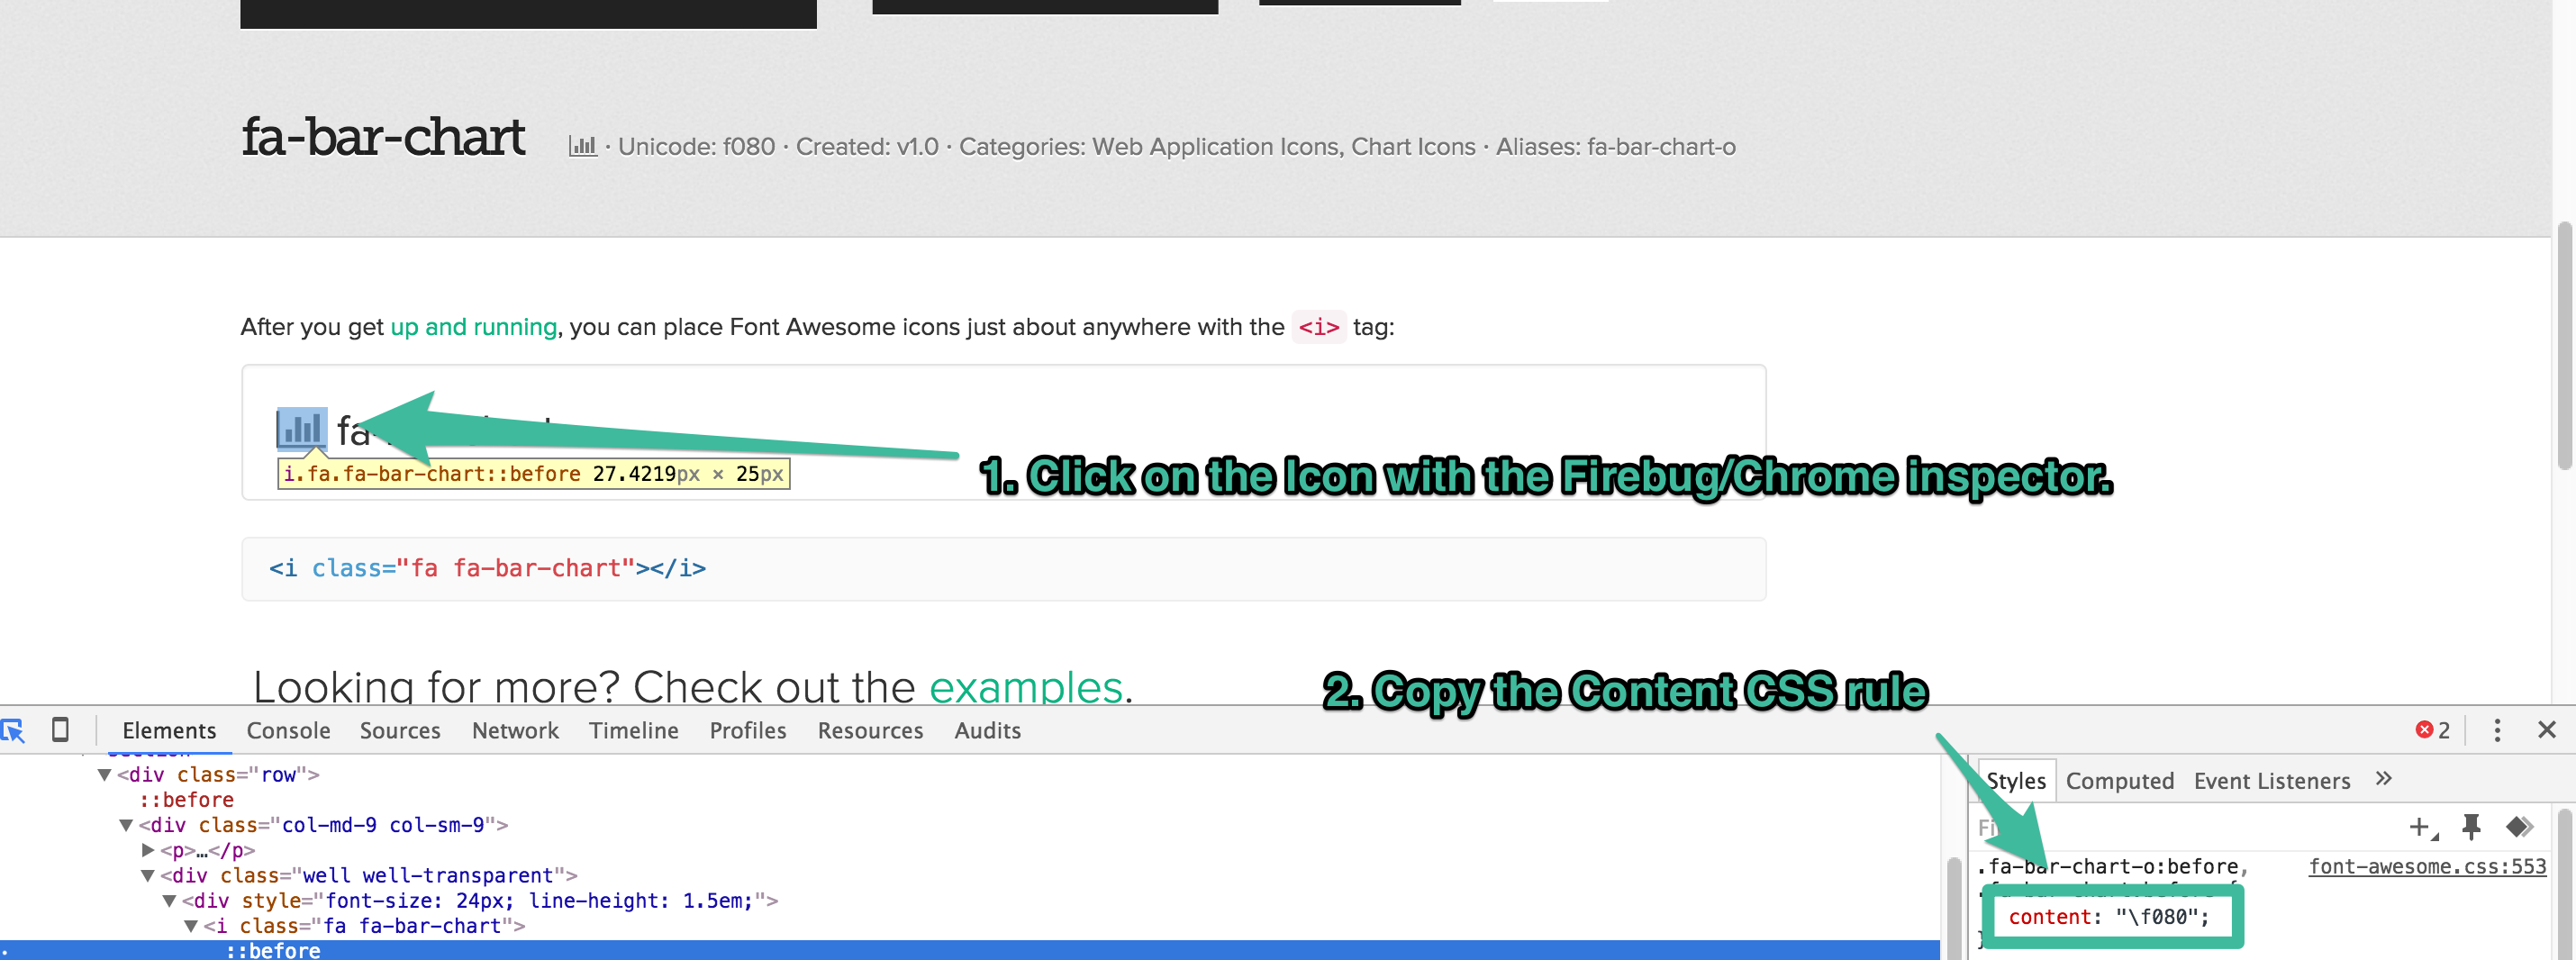 fa-bar-chart · Unicode: f080 · Created: v1.0 · Categories: Web Application Icons, Chart Icons · Aliases: fa-bar-chart-o
After you get up and running, you can place Font Awesome icons just about anywhere with the <i> tag:
i.fa.fa-bar-chart::before 27.4219px × 25px
1. Click on the Icon with the Firebug/Chrome inspector.
<i class="fa fa-bar-chart"></i>
Looking for more? Check out the examples.
2. Copy the Content CSS rule
Elements Console Sources Network Timeline Profiles Resources Audits 2
<div class="row">
::before
<div class="col-md-9 col-sm-9">
<p>…</p>
<div class="well well-transparent">
<div style="font-size: 24px; line-height: 1.5em;">
<i class="fa fa-bar-chart">
::before
Styles Computed Event Listeners »
.fa-bar-chart-o:before, font-awesome.css:553
content: "\f080";
}